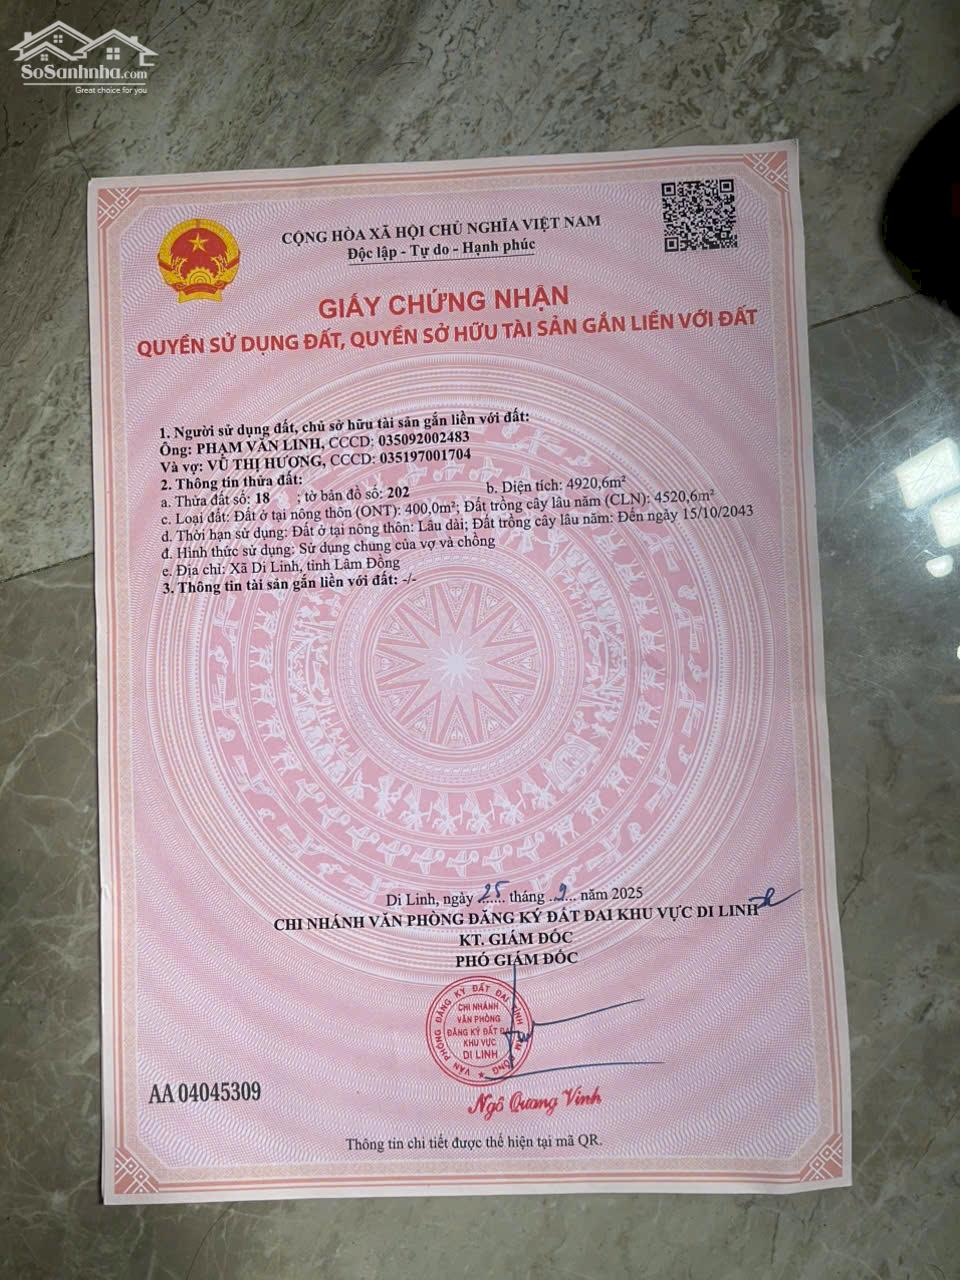 SoSanhnha.com
Great choice for you
CỘNG HÒA XÃ HỘI CHỦ NGHĨA VIỆT NAM
Độc lập - Tự do - Hạnh phúc
GIẤY CHỨNG NHẬN
QUYỀN SỬ DỤNG ĐẤT, QUYỀN SỞ HỮU TÀI SẢN GẮN LIỀN VỚI ĐẤT
1. Người sử dụng đất, chủ sở hữu tài sản gắn liền với đất:
Ông: PHẠM VĂN LINH, CCCD: 035092002483
Và vợ: VŨ THỊ HƯƠNG, CCCD: 035197001704
2. Thông tin thửa đất:
a. Thửa đất số: 18 ; tờ bản đồ số: 202 b. Diện tích: 4920,6m²
c. Loại đất: Đất ở tại nông thôn (ONT): 400,0m²; Đất trồng cây lâu năm (CLN): 4520,6m²
d. Thời hạn sử dụng: Đất ở tại nông thôn: Lâu dài; Đất trồng cây lâu năm: Đến ngày 15/10/2043
đ. Hình thức sử dụng: Sử dụng chung của vợ và chồng
e. Địa chỉ: Xã Di Linh, tỉnh Lâm Đồng
3. Thông tin tài sản gắn liền với đất: -/-
Di Linh, ngày 25 tháng 9 năm 2025
CHI NHÁNH VĂN PHÒNG ĐĂNG KÝ ĐẤT ĐAI KHU VỰC DI LINH
KT. GIÁM ĐỐC
PHÓ GIÁM ĐỐC
VĂN PHÒNG ĐĂNG KÝ ĐẤT ĐAI TỈNH
CHI NHÁNH
VĂN PHÒNG
ĐĂNG KÝ ĐẤT
KHU VỰC
DI LINH
Ngô Quang Vinh
AA 04045309
Thông tin chi tiết được thể hiện tại mã QR.